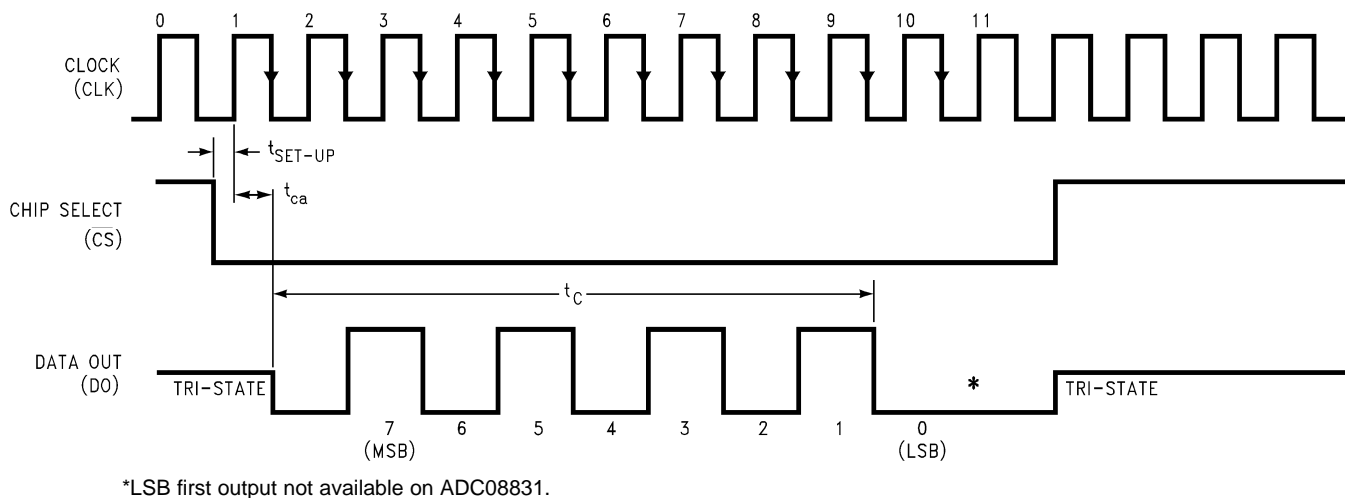 0 1 2 3 4 5 6 7 8 9 10 11
CLOCK
(CLK)
tSET-UP
tca
CHIP SELECT
(CS)
tC
DATA OUT
(DO)
TRI-STATE
*
TRI-STATE
7 6 5 4 3 2 1 0
(MSB) (LSB)
*LSB first output not available on ADC08831.